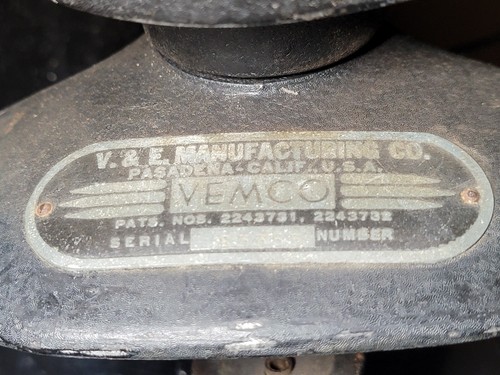 V. & E. MANUFACTURING CO.
PASADENA - CALIF., U.S.A.
VEMCO
PATS. NOS. 2243731, 2243732
SERIAL NUMBER